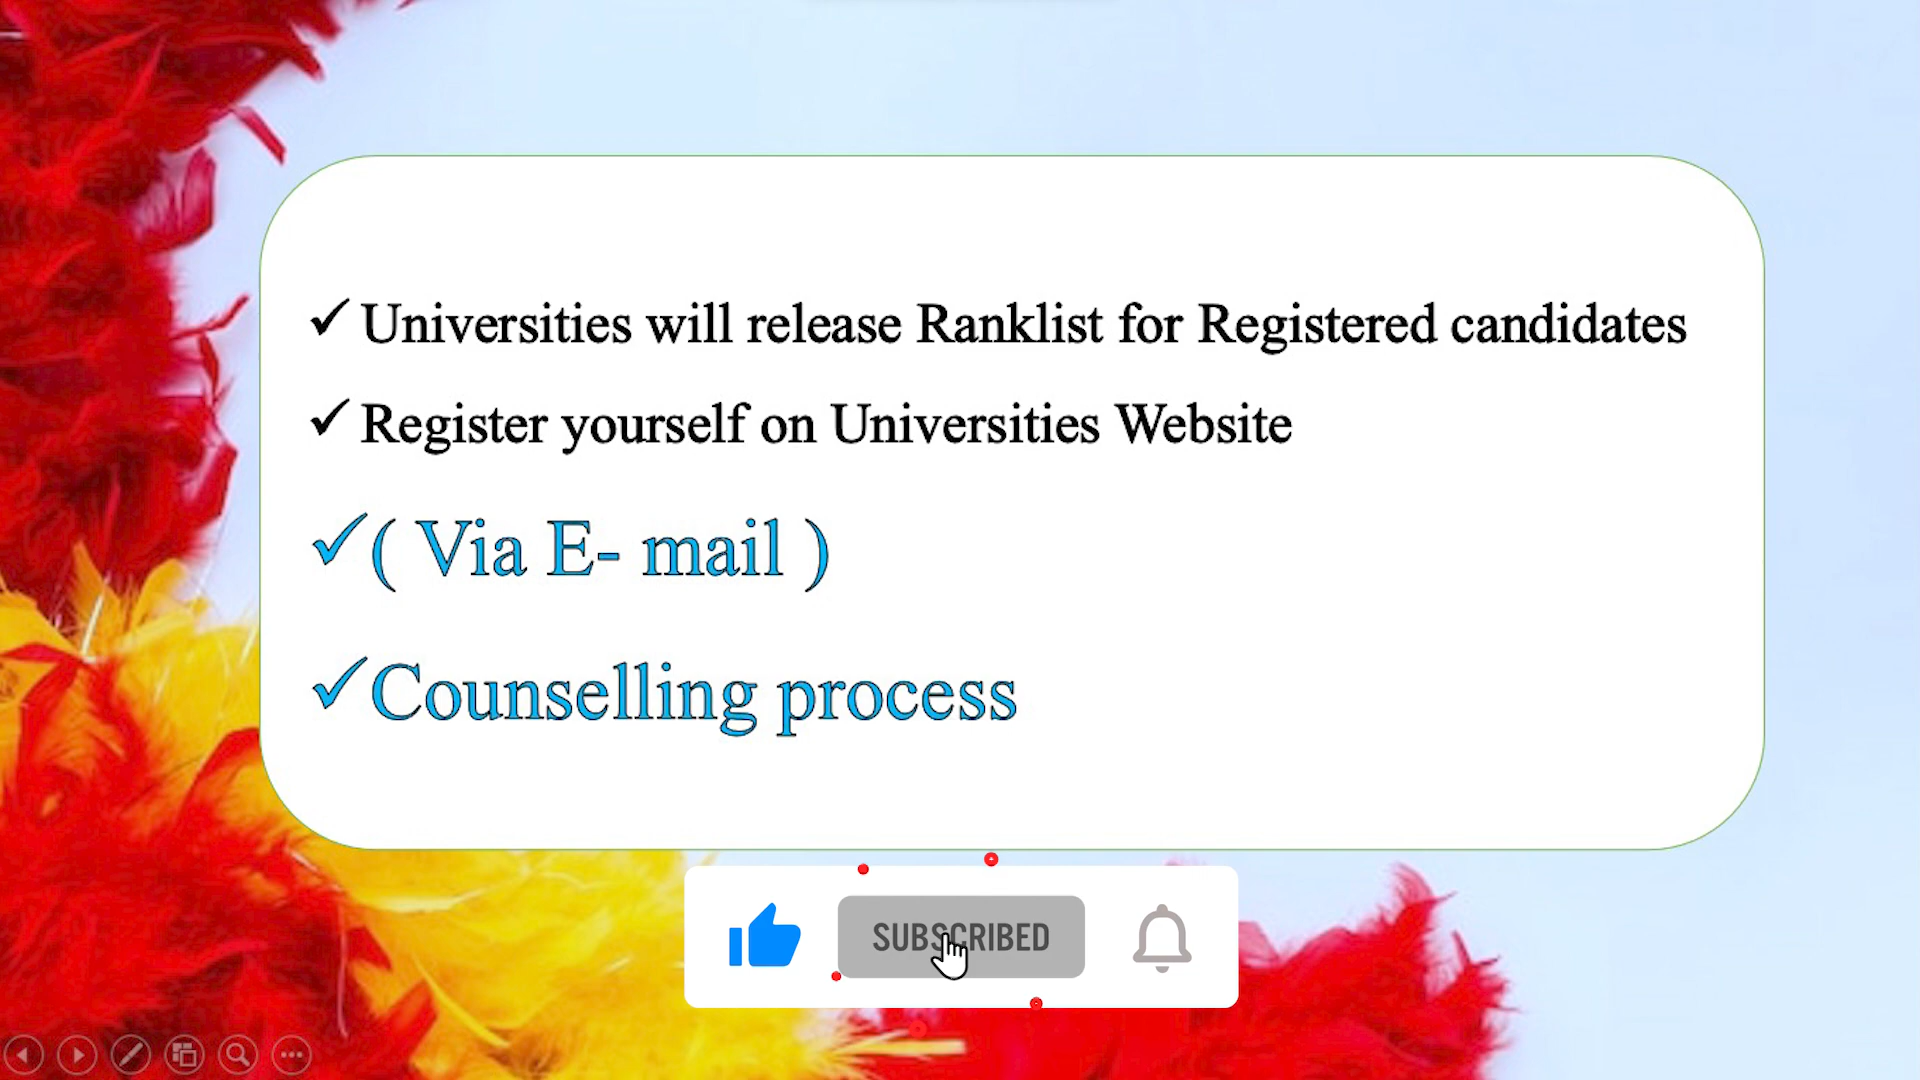 ✓ Universities will release Ranklist for Registered candidates
✓ Register yourself on Universities Website
✓ ( Via E- mail )
✓ Counselling process
SUBSCRIBED